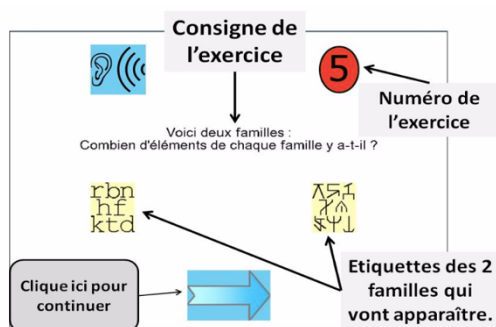 Consigne de
l'exercice
5
Numéro de
l'exercice
Voici deux familles :
Combien d'éléments de chaque famille y a-t-il ?
rbn
hf
ktd
Clique ici pour
continuer
Etiquettes des 2
familles qui
vont apparaître.